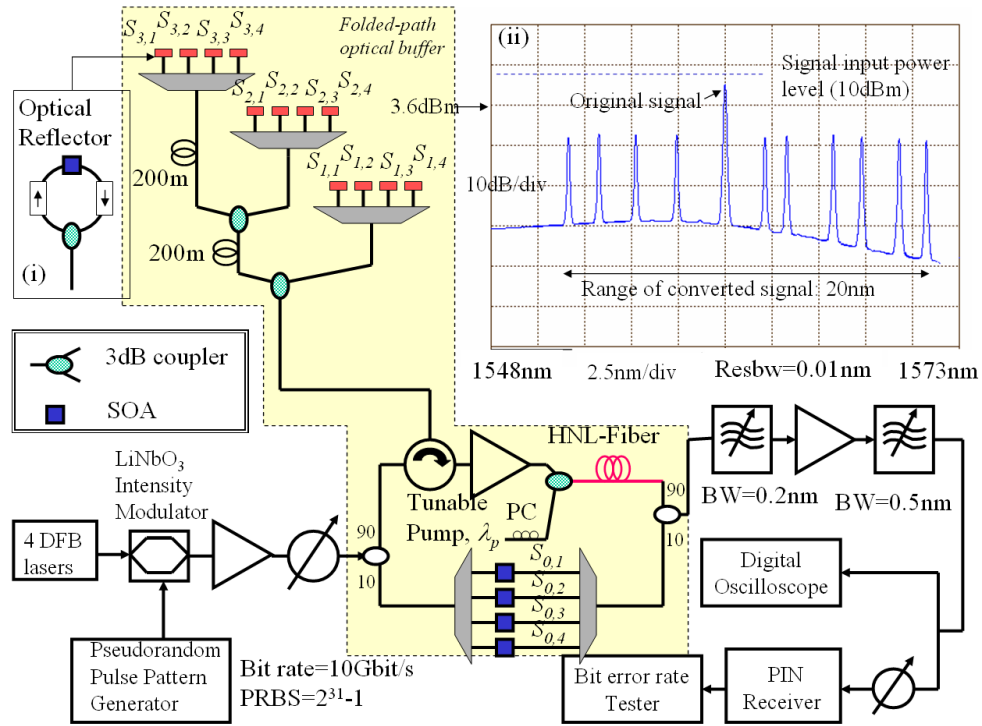 S3,1 S3,2 S3,3 S3,4
Folded-path
optical buffer
S2,1 S2,2 S2,3 S2,4
S1,1 S1,2 S1,3 S1,4
200m
200m
Optical
Reflector
(i)
3dB coupler
SOA
(ii)
Signal input power
level (10dBm)
3.6dBm
Original signal
10dB/div
Range of converted signal: 20nm
1548nm
2.5nm/div
Resbw=0.01nm
1573nm
HNL-Fiber
BW=0.2nm
BW=0.5nm
LiNbO3
Intensity
Modulator
4 DFB
lasers
Pseudorandom
Pulse Pattern
Generator
Bit rate=10Gbit/s
PRBS=2³¹-1
90
10
Tunable
Pump, λp
PC
90
10
S0,1
S0,2
S0,3
S0,4
Digital
Oscilloscope
Bit error rate
Tester
PIN
Receiver